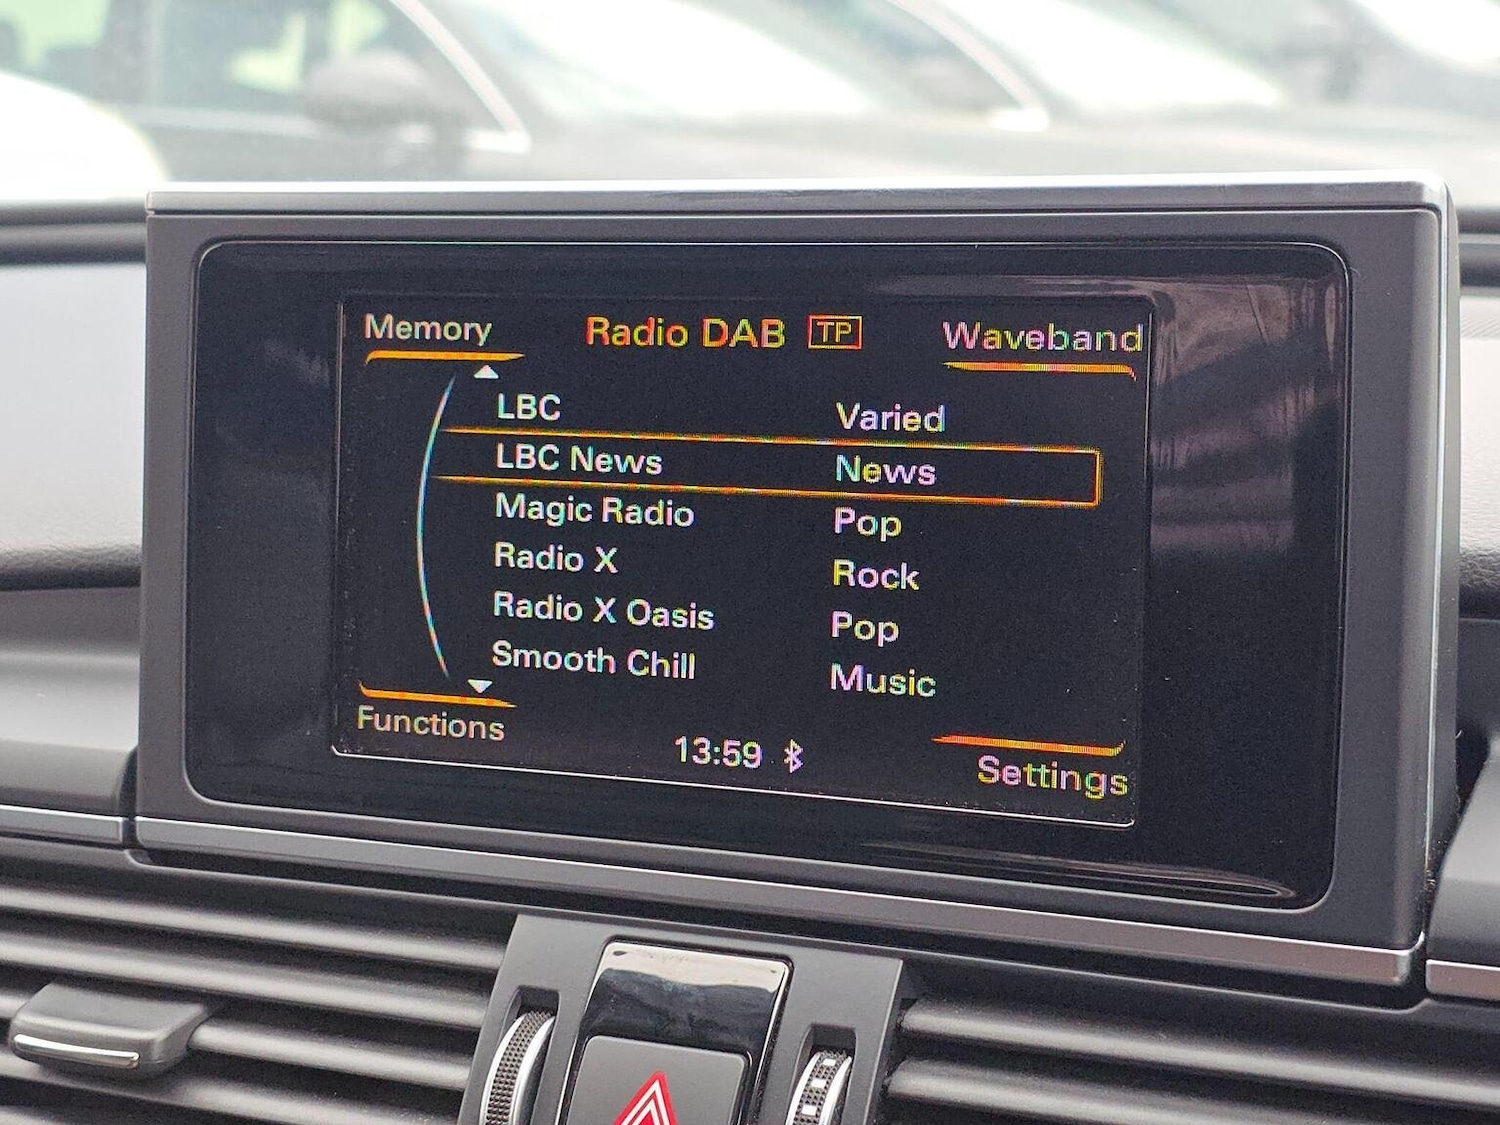 Memory Radio DAB TP Waveband
LBC Varied
LBC News News
Magic Radio Pop
Radio X Rock
Radio X Oasis Pop
Smooth Chill Music
Functions 13:59 Settings